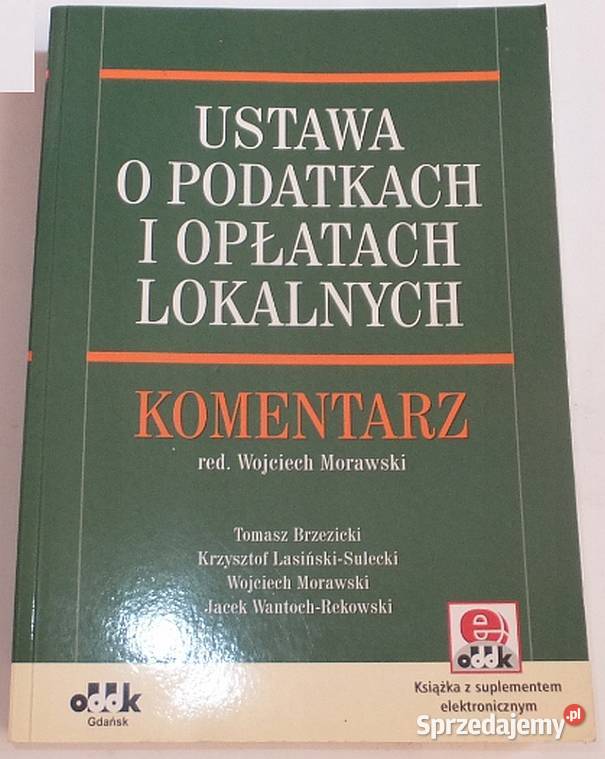 USTAWA
O PODATKACH
I OPŁATACH
LOKALNYCH
KOMENTARZ
red. Wojciech Morawski
Tomasz Brzezicki
Krzysztof Lasiński-Sulecki
Wojciech Morawski
Jacek Wantoch-Rekowski
e
oddk
oddk
Gdańsk
Książka z suplementem
elektronicznym
Sprzedajemy.pl